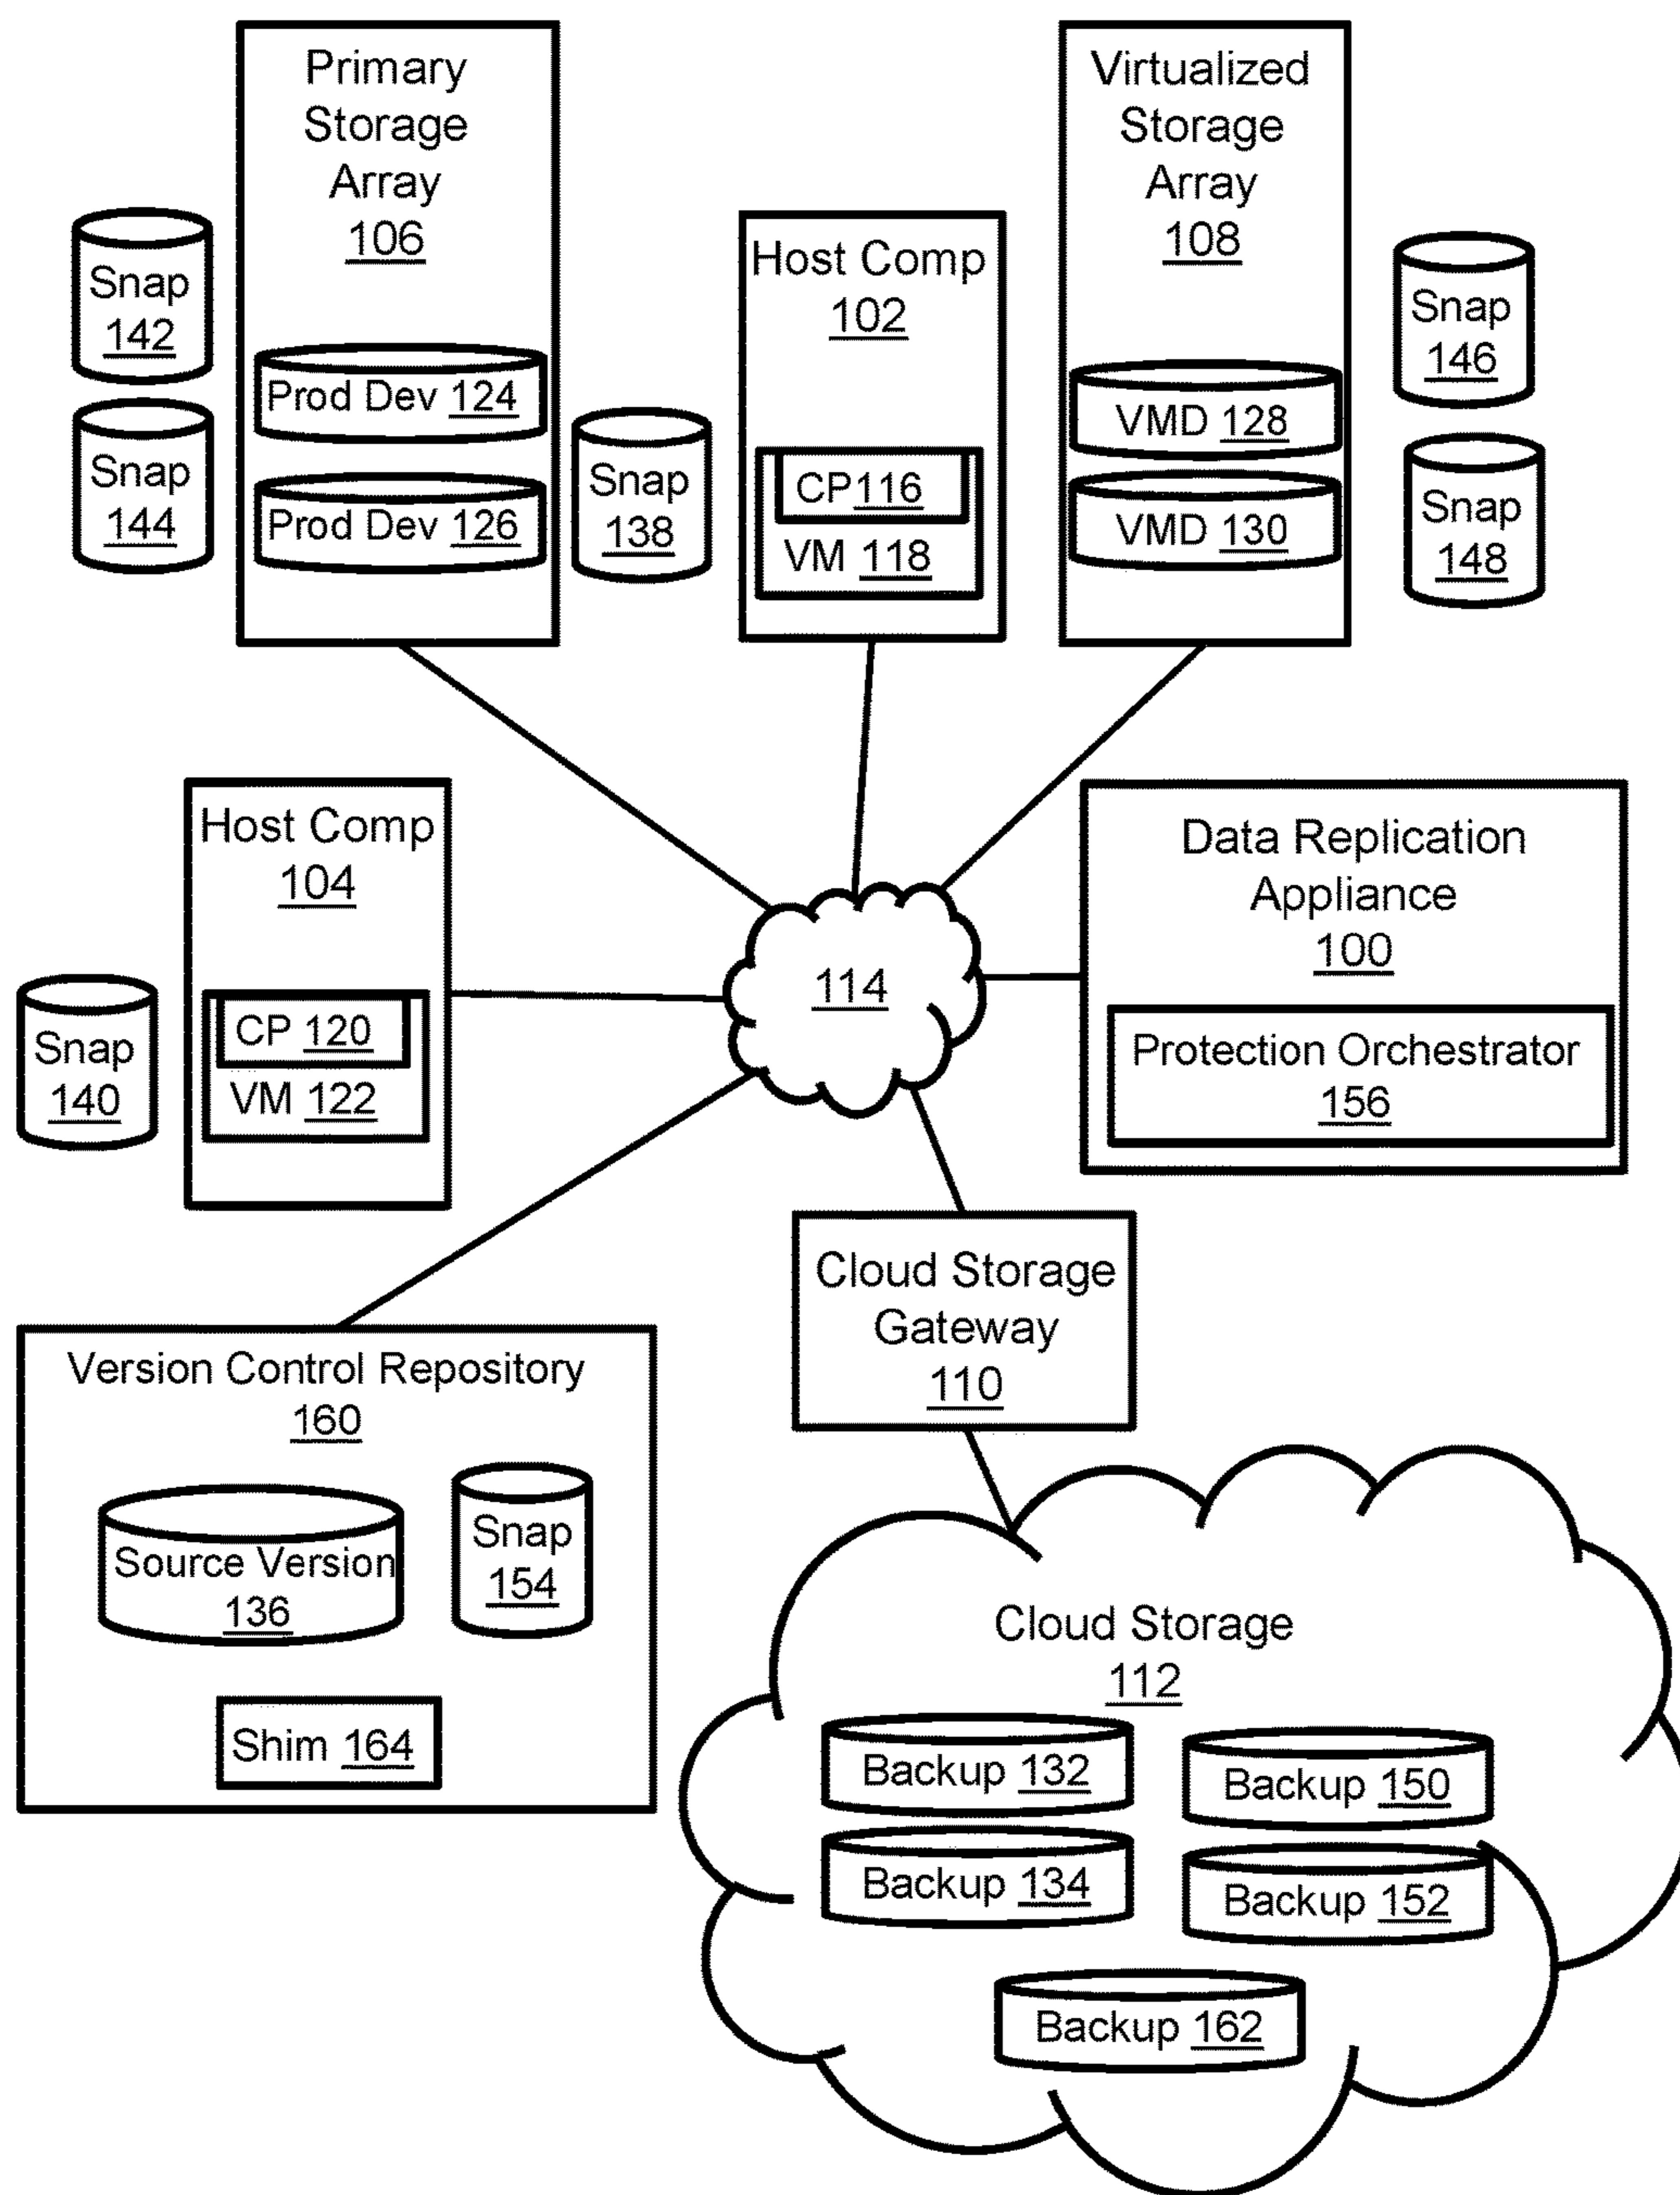 Primary
Storage
Array
106
Prod Dev 124
Prod Dev 126
Snap
142
Snap
144
Snap
138
Host Comp
102
CP116
VM 118
Virtualized
Storage
Array
108
VMD 128
VMD 130
Snap
146
Snap
148
Host Comp
104
CP 120
VM 122
Snap
140
114
Data Replication
Appliance
100
Protection Orchestrator
156
Version Control Repository
160
Source Version
136
Snap
154
Shim 164
Cloud Storage
Gateway
110
Cloud Storage
112
Backup 132
Backup 134
Backup 150
Backup 152
Backup 162